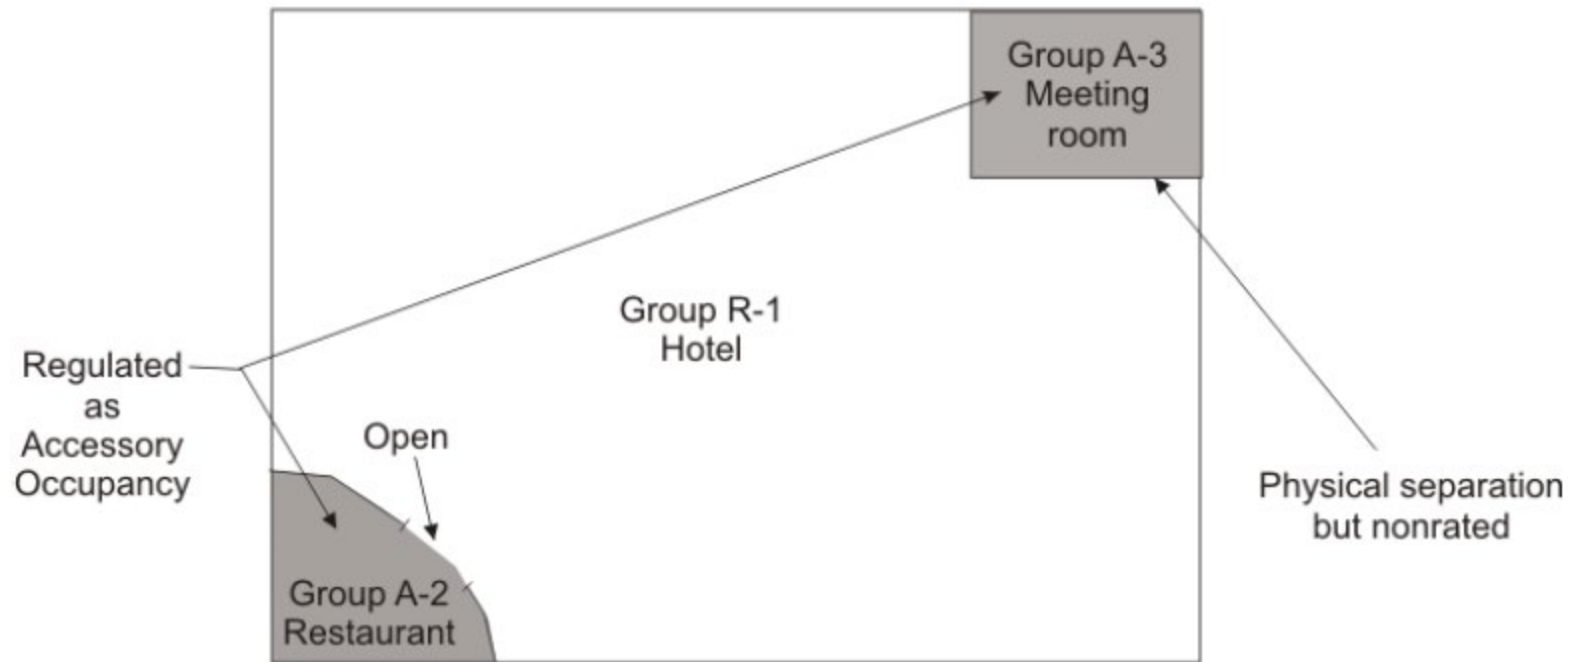 Group A-3
Meeting
room
Group R-1
Hotel
Regulated
as
Accessory
Occupancy
Open
Physical separation
but nonrated
Group A-2
Restaurant